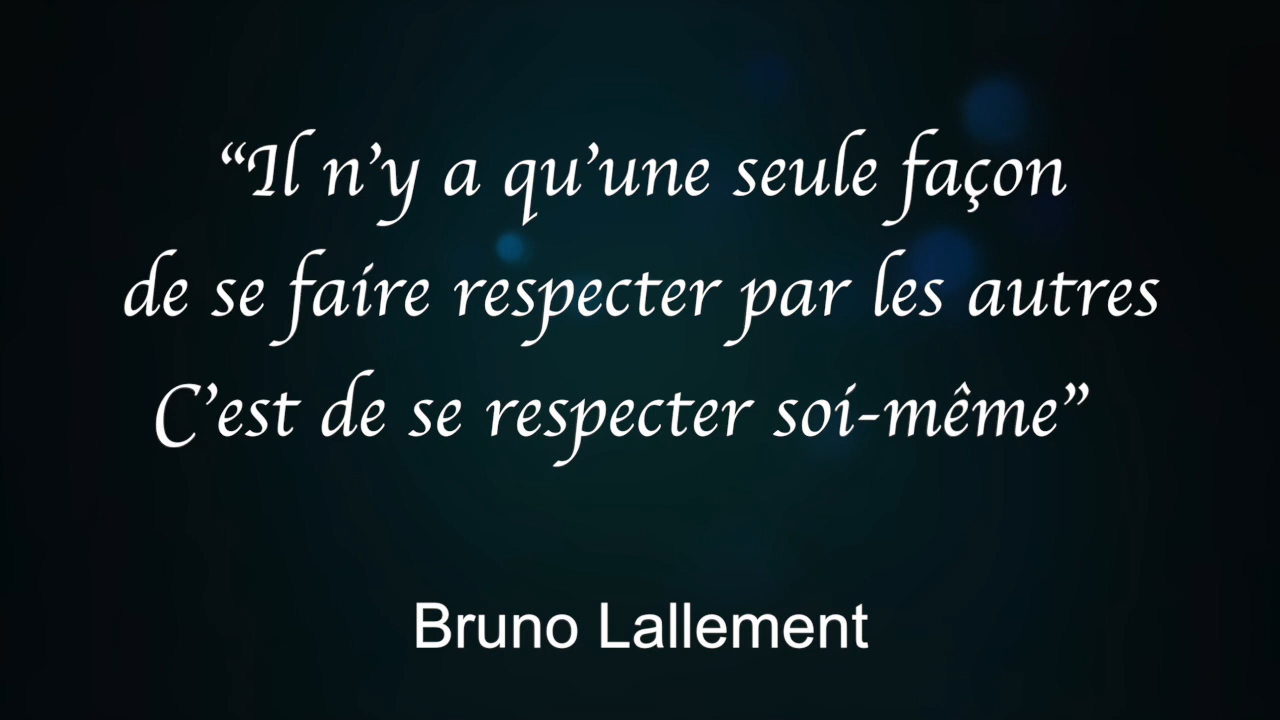 “Il n’y a qu’une seule façon
de se faire respecter par les autres
C’est de se respecter soi-même”
Bruno Lallement